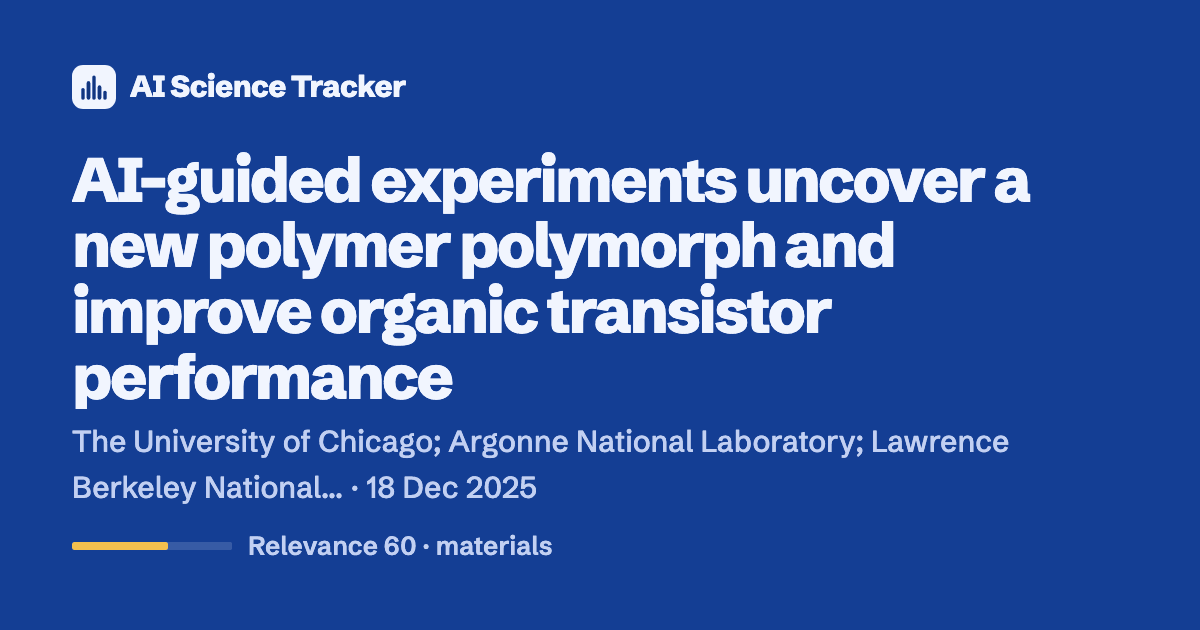 AI Science Tracker
AI-guided experiments uncover a
new polymer polymorph and
improve organic transistor
performance
The University of Chicago; Argonne National Laboratory; Lawrence
Berkeley National... · 18 Dec 2025
Relevance 60 · materials